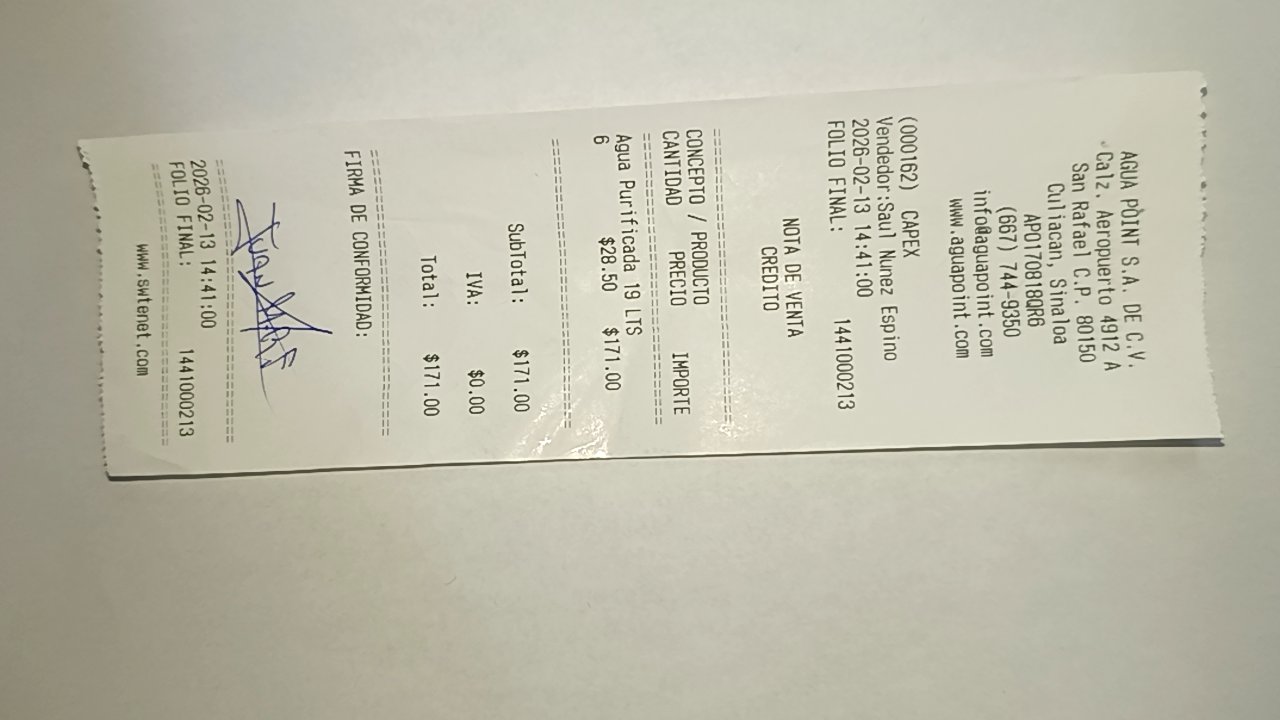 AGUA POINT S.A. DE C.V.
Calz. Aeropuerto 4912 A
San Rafael C.P. 80150
Culiacan, Sinaloa
APO170818QR6
(667) 744-9350
info@aguapoint.com
www.aguapoint.com
(000162) CAPEX
Vendedor:Saul Nunez Espino
2026-02-13 14:41:00
FOLIO FINAL: 1441000213
NOTA DE VENTA
CREDITO
CONCEPTO / PRODUCTO
CANTIDAD PRECIO IMPORTE
Agua Purificada 19 LTS
6 $28.50 $171.00
SubTotal: $171.00
IVA: $0.00
Total: $171.00
FIRMA DE CONFORMIDAD:
2026-02-13 14:41:00
FOLIO FINAL: 1441000213
www.swtenet.com